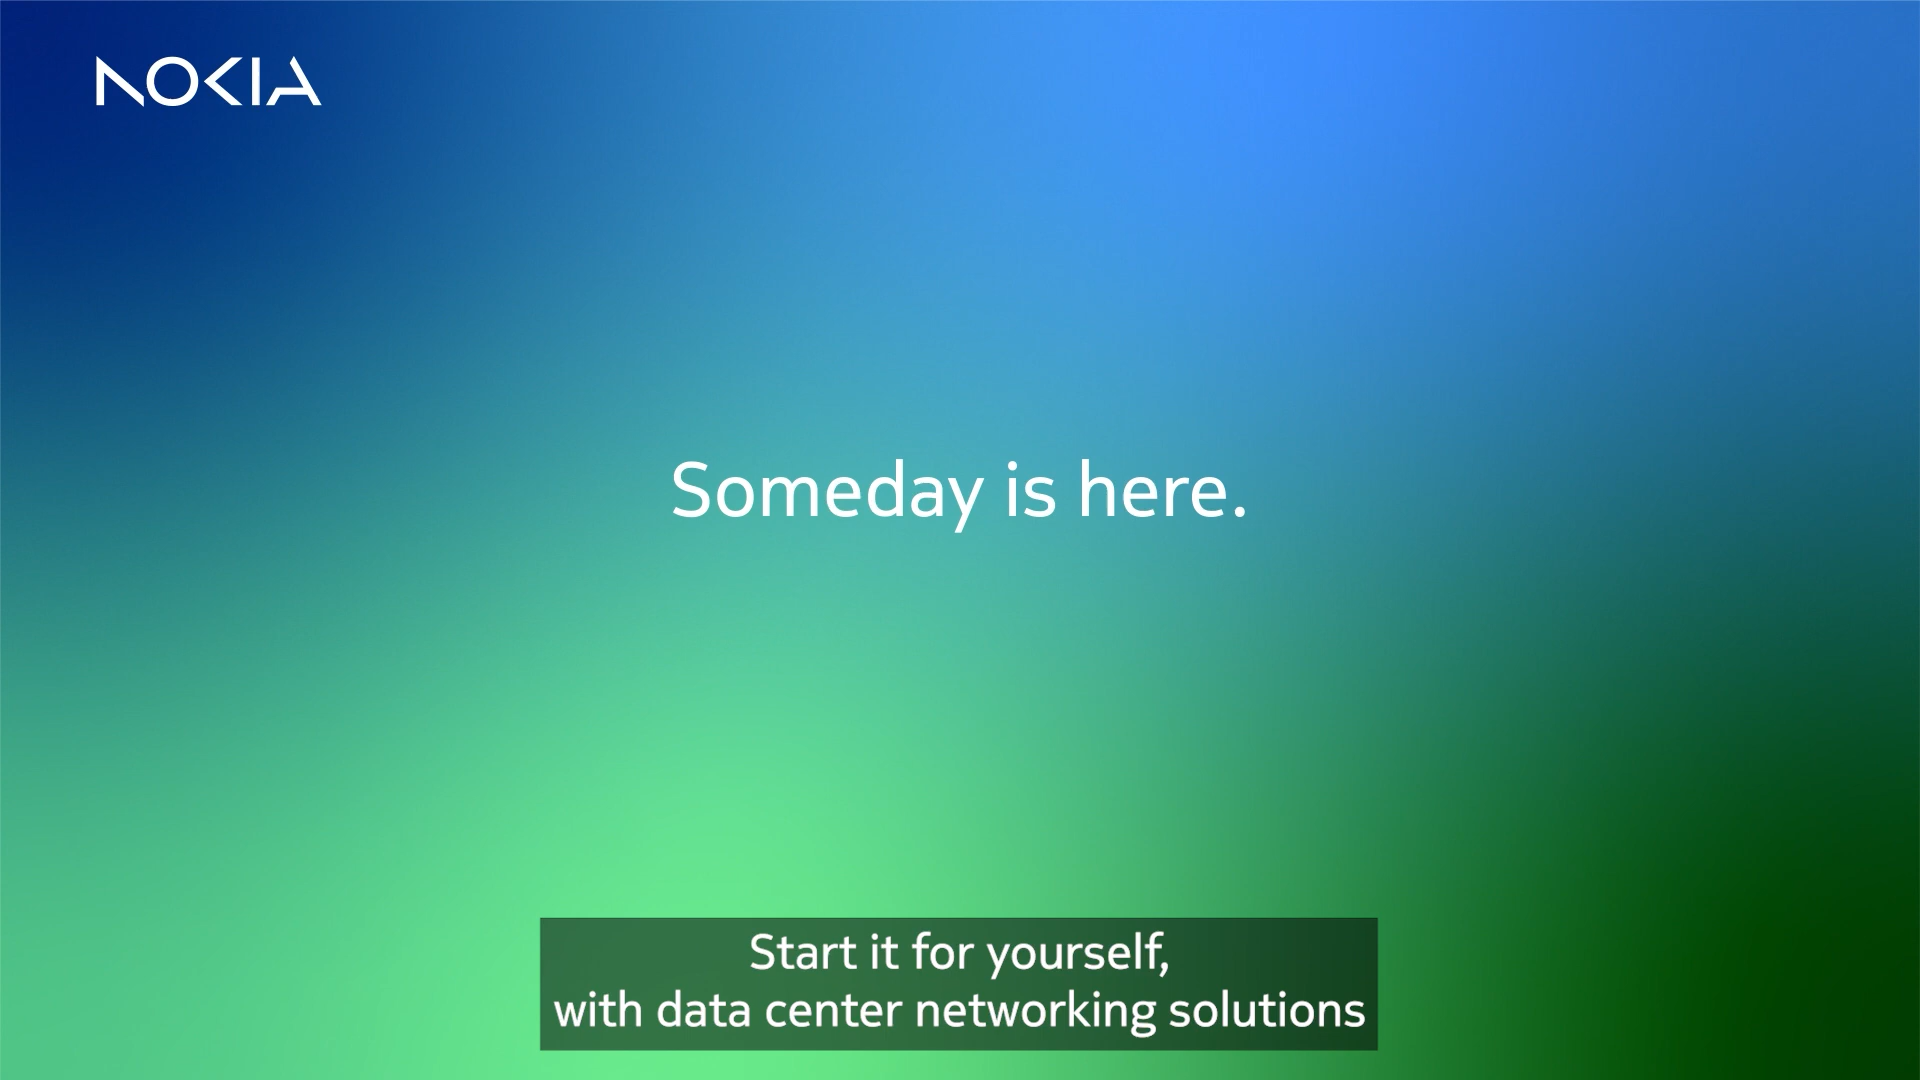 NOKIA
Someday is here.
Start it for yourself,
with data center networking solutions